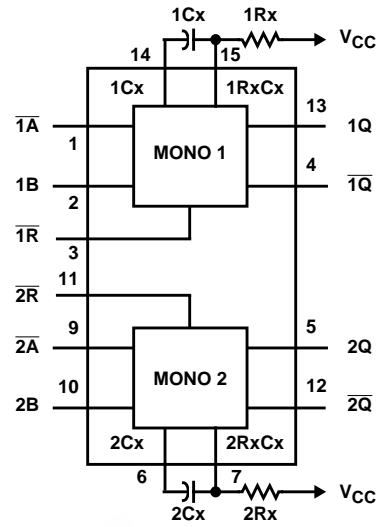 1Cx 1Rx
VCC
14 15
1Cx 1RxCx
13
1A 1Q
1
MONO 1
4
1B 1Q
2
1R
3
11
2R
9 5
2A 2Q
MONO 2
10 12
2B 2Q
2Cx 2RxCx
6 7
VCC
2Cx 2Rx